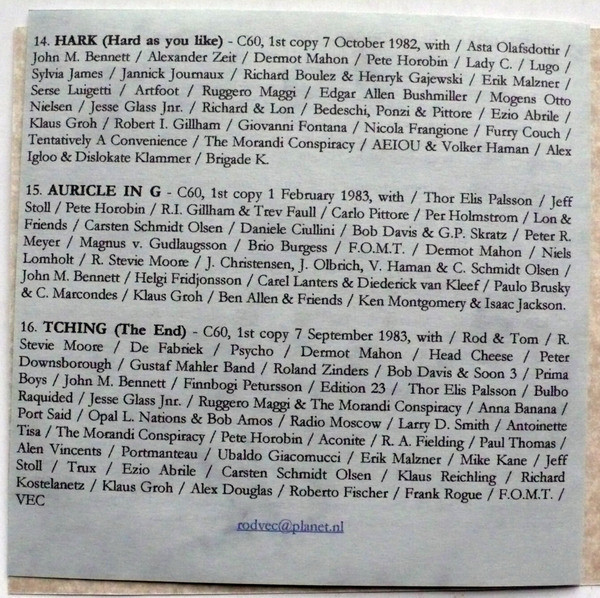 14. HARK (Hard as you like) - C60, 1st copy 7 October 1982, with / Asta Olafsdottir /
John M. Bennett / Alexander Zeit / Dermot Mahon / Pete Horobin / Lady C. / Lugo /
Sylvia James / Jannick Journaux / Richard Boulez & Henryk Gajewski / Erik Malzner /
Serse Luigetti / Artfoot / Ruggero Maggi / Edgar Allen Bushmiller / Mogens Otto
Nielsen / Jesse Glass Jnr. / Richard & Lon / Bedeschi, Ponzi & Pittore / Ezio Abrile /
Klaus Groh / Robert I. Gillham / Giovanni Fontana / Nicola Frangione / Furry Couch /
Tentatively A Convenience / The Morandi Conspiracy / AEIOU & Volker Haman / Alex
Igloo & Dislokate Klammer / Brigade K.
15. AURICLE IN G - C60, 1st copy 1 February 1983, with / Thor Elis Palsson / Jeff
Stoll / Pete Horobin / R.I. Gillham & Trev Faull / Carlo Pittore / Per Holmstrom / Lon &
Friends / Carsten Schmidt Olsen / Daniele Ciullini / Bob Davis & G.P. Skratz / Peter R.
Meyer / Magnus v. Gudlaugsson / Brio Burgess / F.O.M.T. / Dermot Mahon / Niels
Lomholt / R. Stevie Moore / J. Christensen, J. Olbrich, V. Haman & C. Schmidt Olsen /
John M. Bennett / Helgi Fridjonsson / Carel Lanters & Diederick van Kleef / Paulo Brusky
& C. Marcondes / Klaus Groh / Ben Allen & Friends / Ken Montgomery & Isaac Jackson.
16. TCHING (The End) - C60, 1st copy 7 September 1983, with / Rod & Tom / R.
Stevie Moore / De Fabriek / Psycho / Dermot Mahon / Head Cheese / Peter
Downsborough / Gustaf Mahler Band / Roland Zinders / Bob Davis & Soon 3 / Prima
Boys / John M. Bennett / Finnbogi Petursson / Edition 23 / Thor Elis Palsson / Bulbo
Raquided / Jesse Glass Jnr. / Ruggero Maggi & The Morandi Conspiracy / Anna Banana /
Port Said / Opal L. Nations & Bob Amos / Radio Moscow / Larry D. Smith / Antoinette
Tisa / The Morandi Conspiracy / Pete Horobin / Aconite / R. A. Fielding / Paul Thomas /
Alen Vincents / Portmanteau / Ubaldo Giacomucci / Erik Malzner / Mike Kane / Jeff
Stoll / Trux / Ezio Abrile / Carsten Schmidt Olsen / Klaus Reichling / Richard
Kostelanetz / Klaus Groh / Alex Douglas / Roberto Fischer / Frank Rogue / F.O.M.T. /
VEC
rodvec@planet.nl